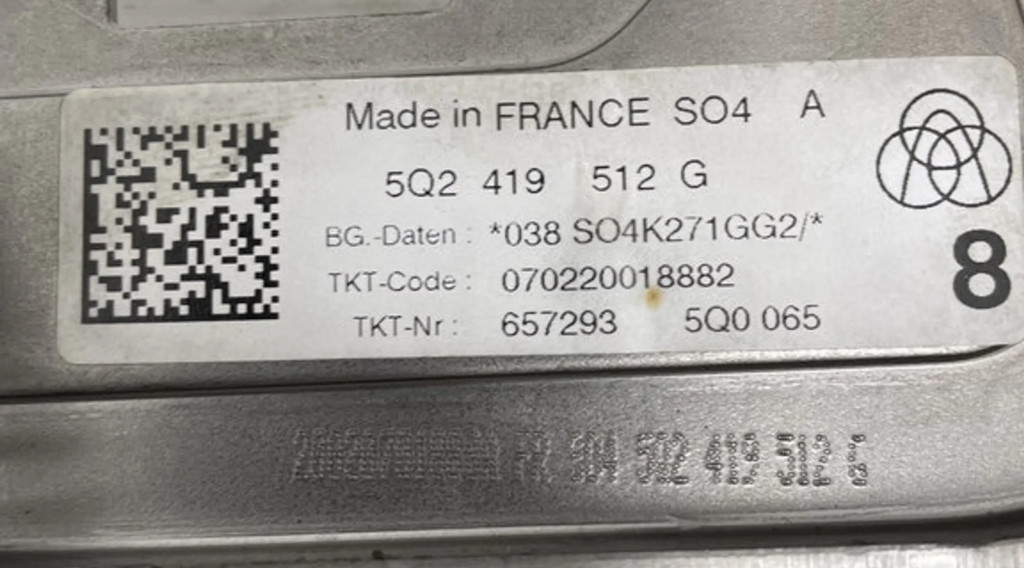 Made in FRANCE SO4 A
5Q2 419 512 G
BG.-Daten : *038 SO4K271GG2/*
TKT-Code : 070220018882
TKT-Nr : 657293 5Q0 065
8